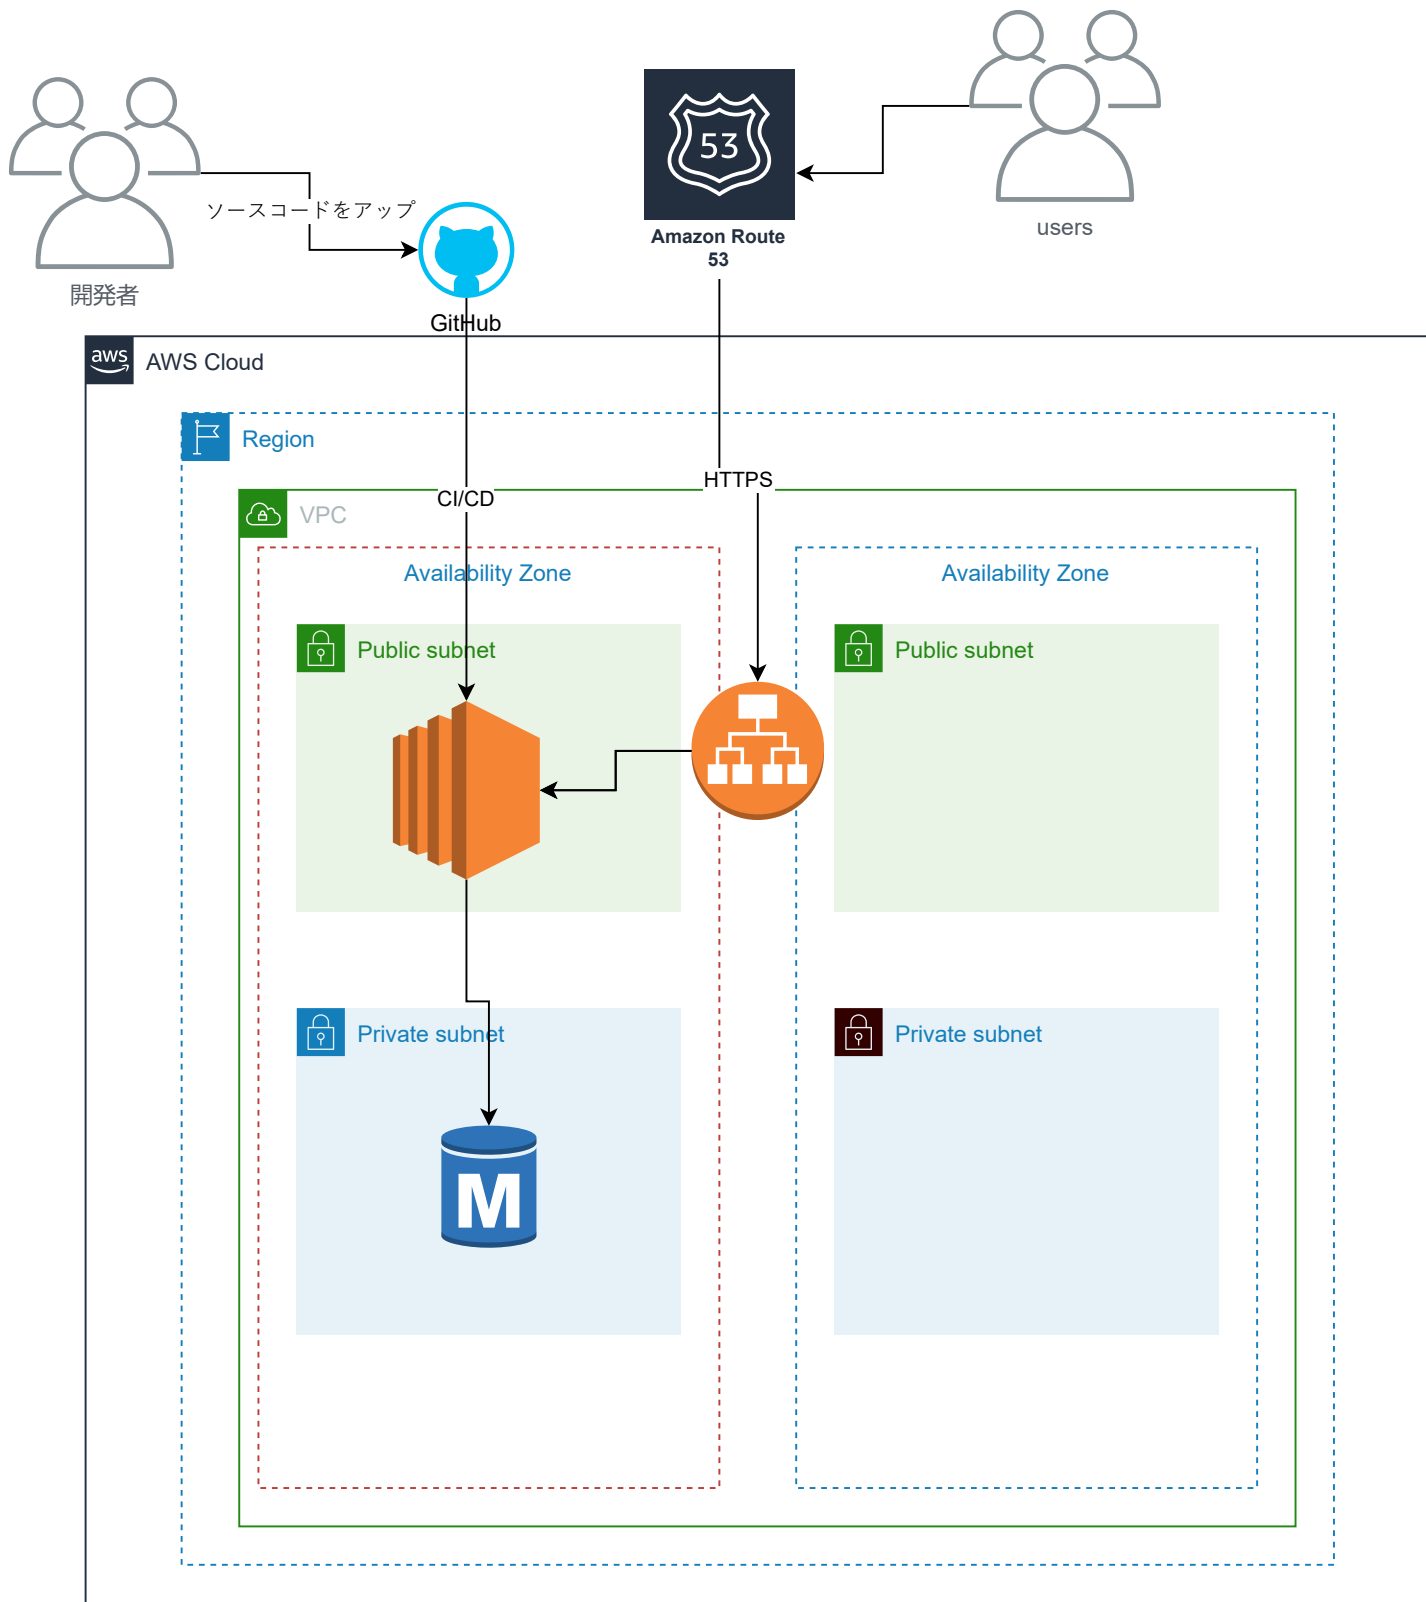 53
users
Amazon Route
53
ソースコードをアップ
開発者
GitHub
aws
AWS Cloud
Region
HTTPS
CI/CD
VPC
Availability Zone
Availability Zone
Public subnet
Public subnet
Private subnet
Private subnet
M